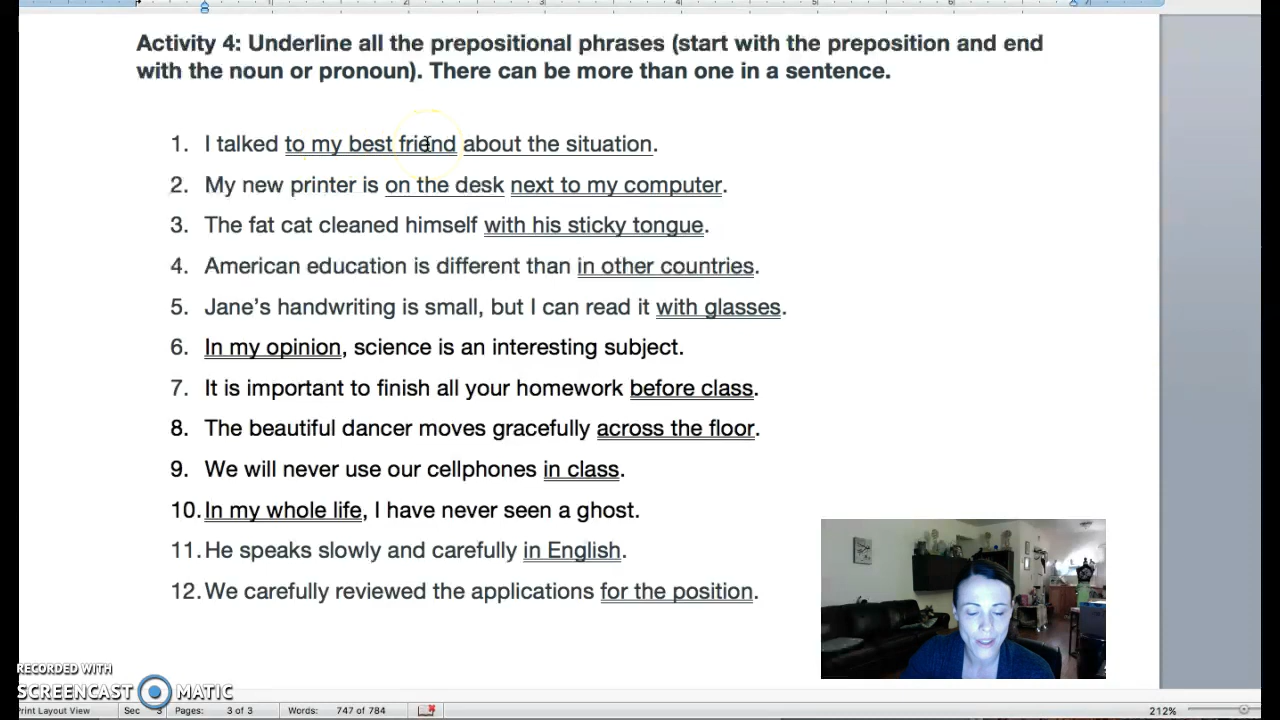 Activity 4: Underline all the prepositional phrases (start with the preposition and end
with the noun or pronoun). There can be more than one in a sentence.
1. I talked to my best friend about the situation.
2. My new printer is on the desk next to my computer.
3. The fat cat cleaned himself with his sticky tongue.
4. American education is different than in other countries.
5. Jane's handwriting is small, but I can read it with glasses.
6. In my opinion, science is an interesting subject.
7. It is important to finish all your homework before class.
8. The beautiful dancer moves gracefully across the floor.
9. We will never use our cellphones in class.
10. In my whole life, I have never seen a ghost.
11. He speaks slowly and carefully in English.
12. We carefully reviewed the applications for the position.
RECORDED WITH
SCREENCAST MATIC
Print Layout View Sec 3 Pages: 3 of 3 Words: 747 of 784 212%